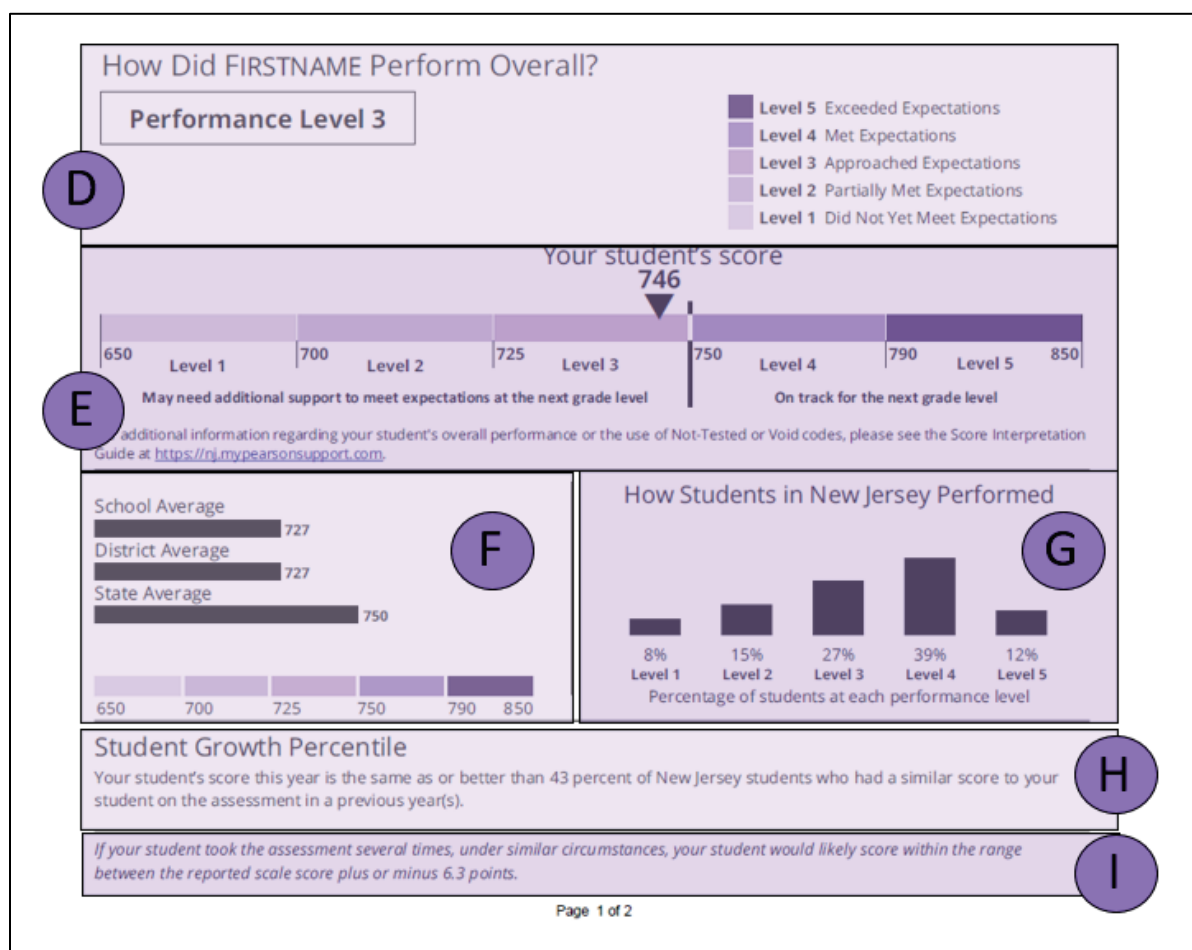 How Did FIRSTNAME Perform Overall?
Performance Level 3
Level 5 Exceeded Expectations
Level 4 Met Expectations
Level 3 Approached Expectations
Level 2 Partially Met Expectations
Level 1 Did Not Yet Meet Expectations
D
Your student's score
746
650 700 725 750 790 850
Level 1 Level 2 Level 3 Level 4 Level 5
May need additional support to meet expectations at the next grade level On track for the next grade level
E
additional information regarding your student's overall performance or the use of Not-Tested or Void codes, please see the Score Interpretation
Guide at https://nj.mypearsonsupport.com.
School Average
727
District Average
727
State Average
750
650 700 725 750 790 850
F
How Students in New Jersey Performed
G
8% 15% 27% 39% 12%
Level 1 Level 2 Level 3 Level 4 Level 5
Percentage of students at each performance level
Student Growth Percentile
Your student's score this year is the same as or better than 43 percent of New Jersey students who had a similar score to your
student on the assessment in a previous year(s).
H
If your student took the assessment several times, under similar circumstances, your student would likely score within the range
between the reported scale score plus or minus 6.3 points.
I
Page 1 of 2